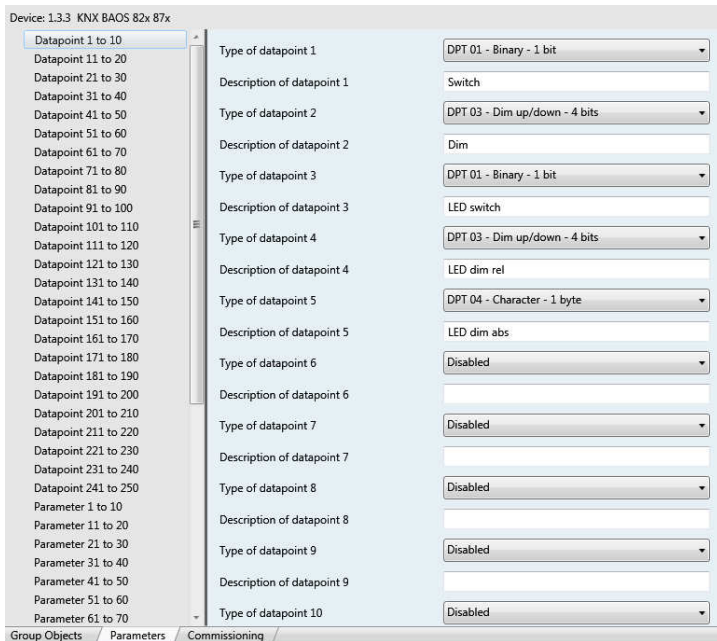 Device: 1.3.3 KNX BAOS 82x 87x
Datapoint 1 to 10
Datapoint 11 to 20
Datapoint 21 to 30
Datapoint 31 to 40
Datapoint 41 to 50
Datapoint 51 to 60
Datapoint 61 to 70
Datapoint 71 to 80
Datapoint 81 to 90
Datapoint 91 to 100
Datapoint 101 to 110
Datapoint 111 to 120
Datapoint 121 to 130
Datapoint 131 to 140
Datapoint 141 to 150
Datapoint 151 to 160
Datapoint 161 to 170
Datapoint 171 to 180
Datapoint 181 to 190
Datapoint 191 to 200
Datapoint 201 to 210
Datapoint 211 to 220
Datapoint 221 to 230
Datapoint 231 to 240
Datapoint 241 to 250
Parameter 1 to 10
Parameter 11 to 20
Parameter 21 to 30
Parameter 31 to 40
Parameter 41 to 50
Parameter 51 to 60
Parameter 61 to 70
Type of datapoint 1 DPT 01 - Binary - 1 bit
Description of datapoint 1 Switch
Type of datapoint 2 DPT 03 - Dim up/down - 4 bits
Description of datapoint 2 Dim
Type of datapoint 3 DPT 01 - Binary - 1 bit
Description of datapoint 3 LED switch
Type of datapoint 4 DPT 03 - Dim up/down - 4 bits
Description of datapoint 4 LED dim rel
Type of datapoint 5 DPT 04 - Character - 1 byte
Description of datapoint 5 LED dim abs
Type of datapoint 6 Disabled
Description of datapoint 6
Type of datapoint 7 Disabled
Description of datapoint 7
Type of datapoint 8 Disabled
Description of datapoint 8
Type of datapoint 9 Disabled
Description of datapoint 9
Type of datapoint 10 Disabled
Group Objects Parameters Commissioning